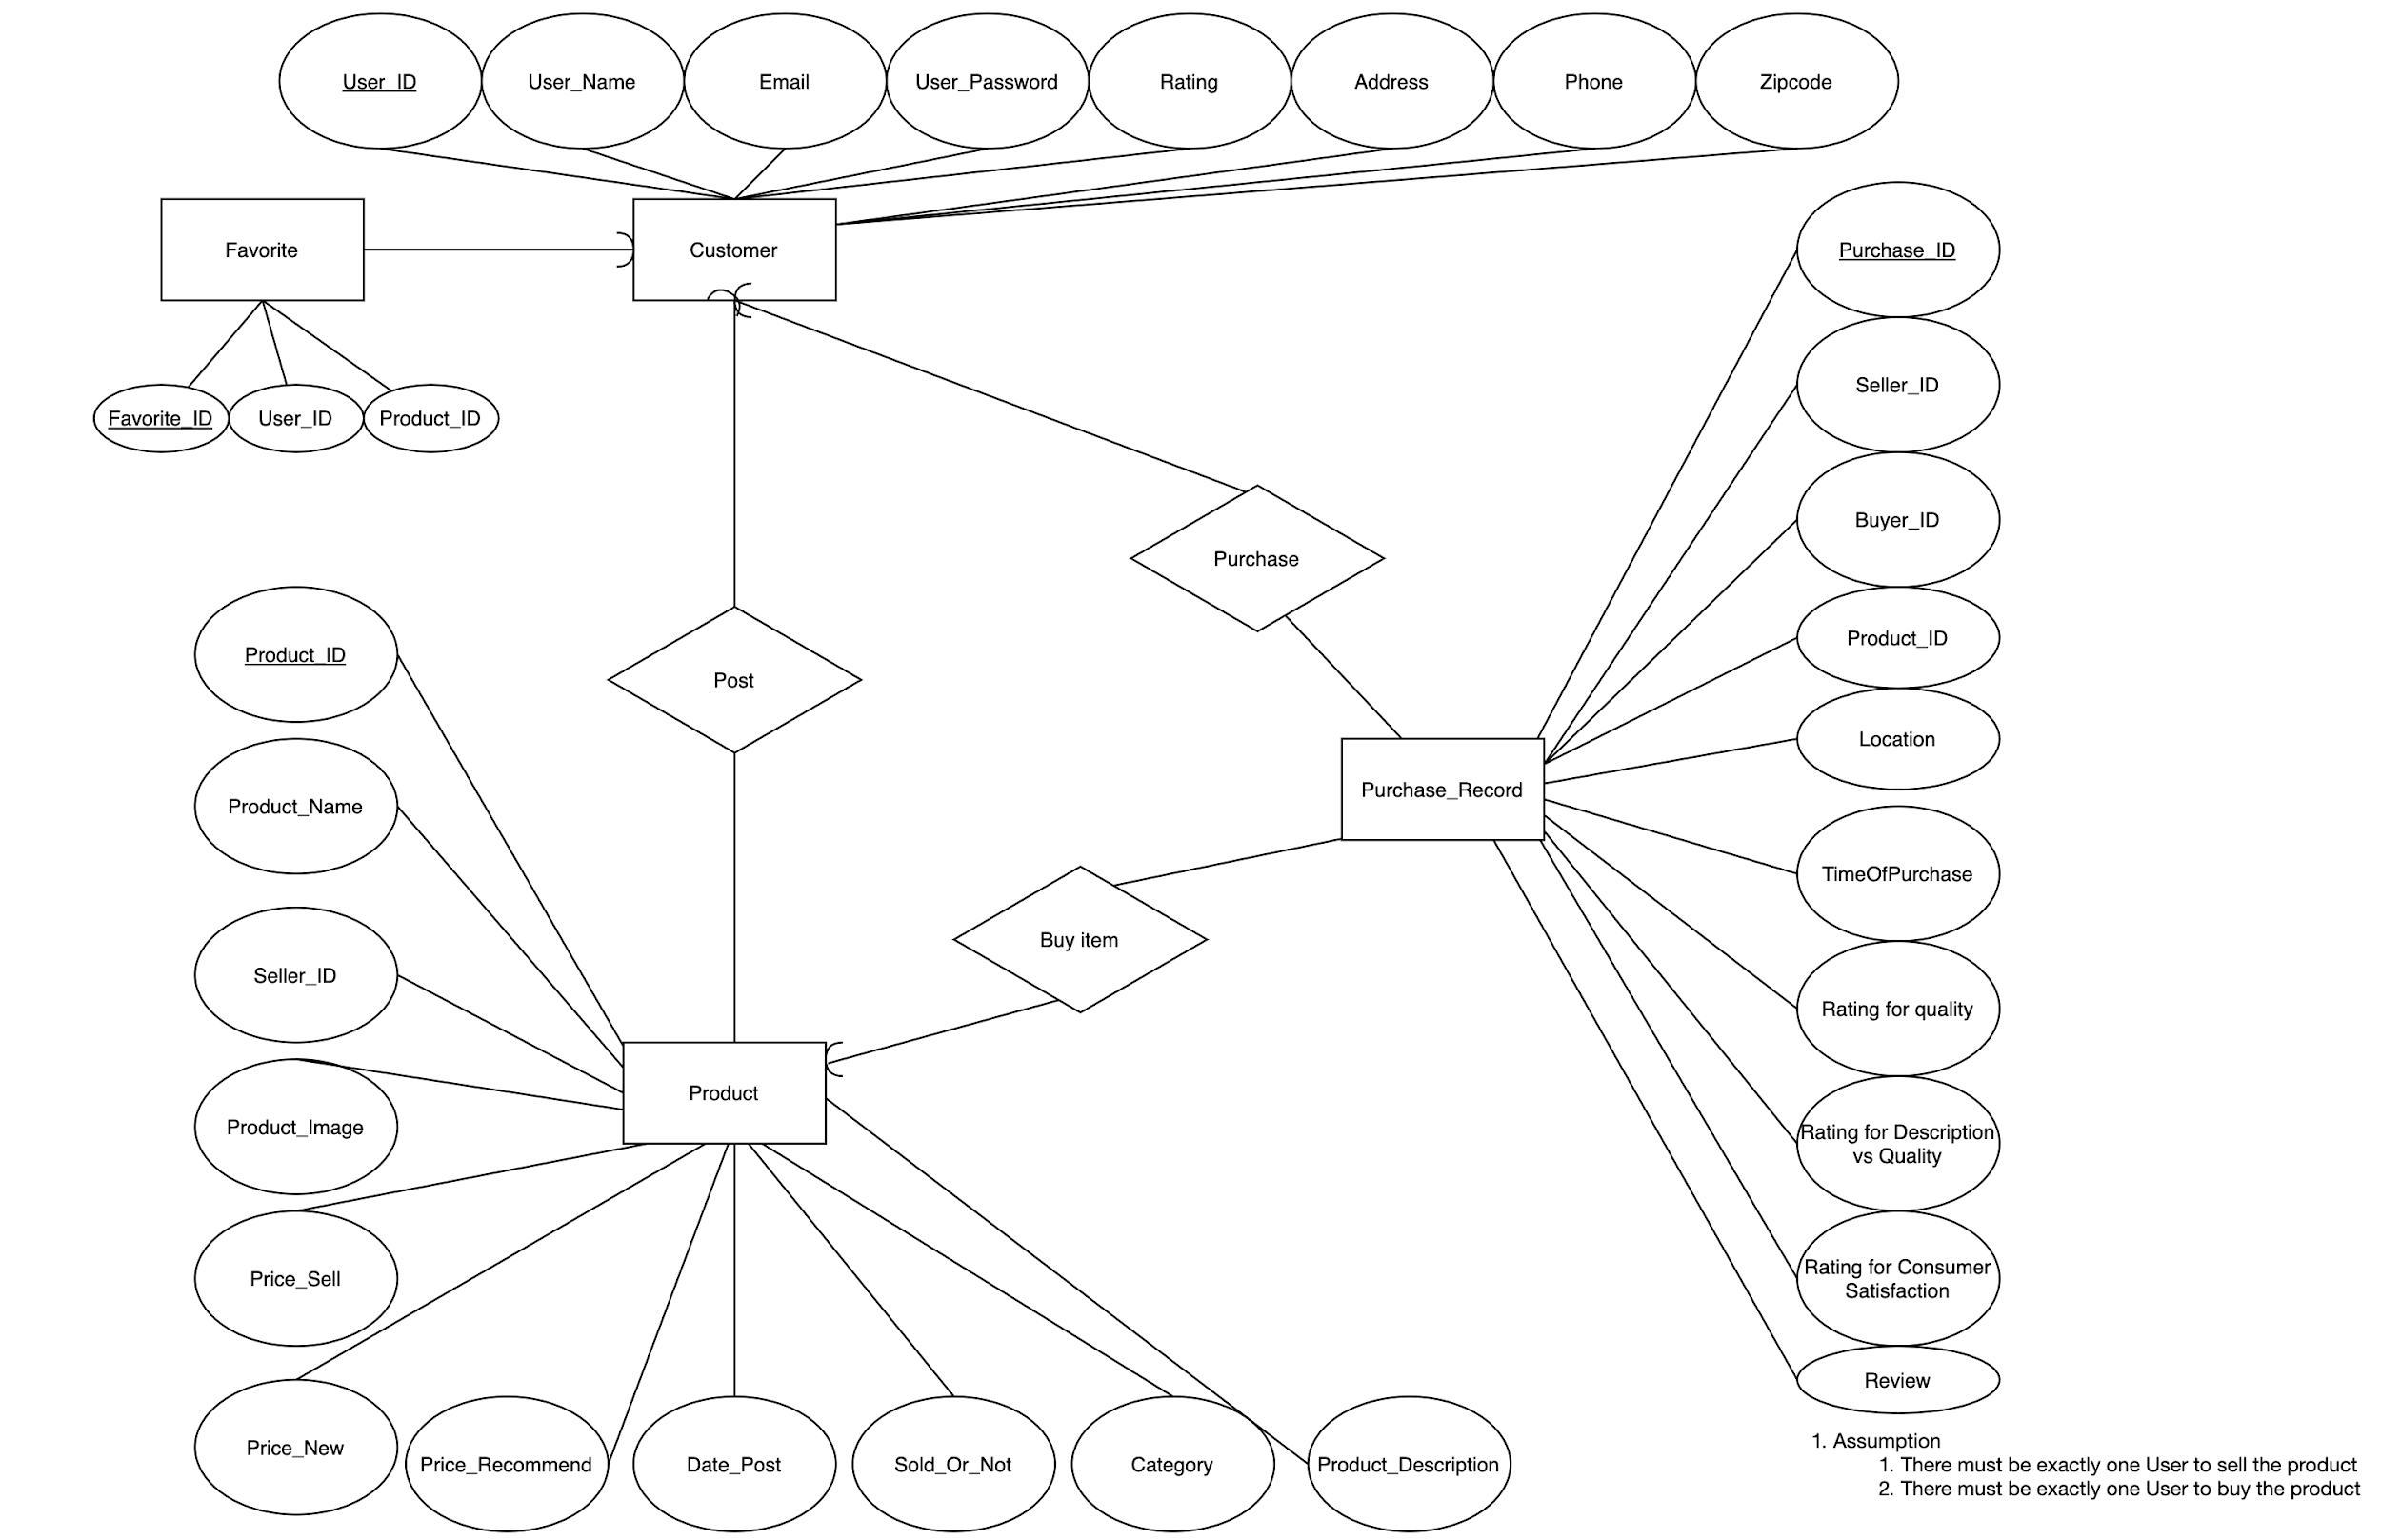 User_ID
User_Name
Email
User_Password
Rating
Address
Phone
Zipcode
Favorite
Customer
Purchase_ID
Seller_ID
Favorite_ID
User_ID
Product_ID
Buyer_ID
Purchase
Product_ID
Product_ID
Post
Location
Purchase_Record
Product_Name
TimeOfPurchase
Buy item
Seller_ID
Rating for quality
Product
Product_Image
Rating for Description
vs Quality
Price_Sell
Rating for Consumer
Satisfaction
Review
Price_New
Price_Recommend
Date_Post
Sold_Or_Not
Category
Product_Description
1. Assumption
1. There must be exactly one User to sell the product
2. There must be exactly one User to buy the product